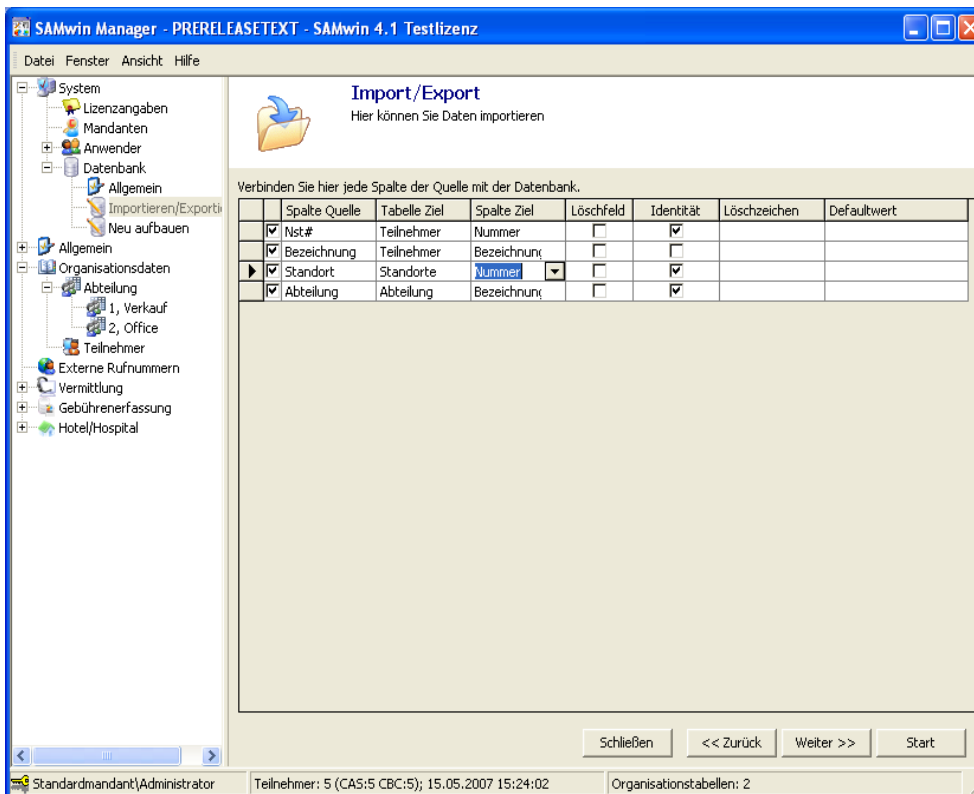 SAMwin Manager - PRERELEASETEXT - SAMwin 4.1 Testlizenz
Datei Fenster Ansicht Hilfe
System
Lizenzangaben
Mandanten
Anwender
Datenbank
Allgemein
Importieren/Exporti
Neu aufbauen
Allgemein
Organisationsdaten
Abteilung
1, Verkauf
2, Office
Teilnehmer
Externe Rufnummern
Vermittlung
Gebührenerfassung
Hotel/Hospital
Import/Export
Hier können Sie Daten importieren
Verbinden Sie hier jede Spalte der Quelle mit der Datenbank.
Spalte Quelle Tabelle Ziel Spalte Ziel Löschfeld Identität Löschzeichen Defaultwert
Nst# Teilnehmer Nummer
Bezeichnung Teilnehmer Bezeichnung
Standort Standorte Nummer
Abteilung Abteilung Bezeichnung
Schließen << Zurück Weiter >> Start
Standardmandant\Administrator Teilnehmer: 5 (CAS:5 CBC:5); 15.05.2007 15:24:02 Organisationstabellen: 2